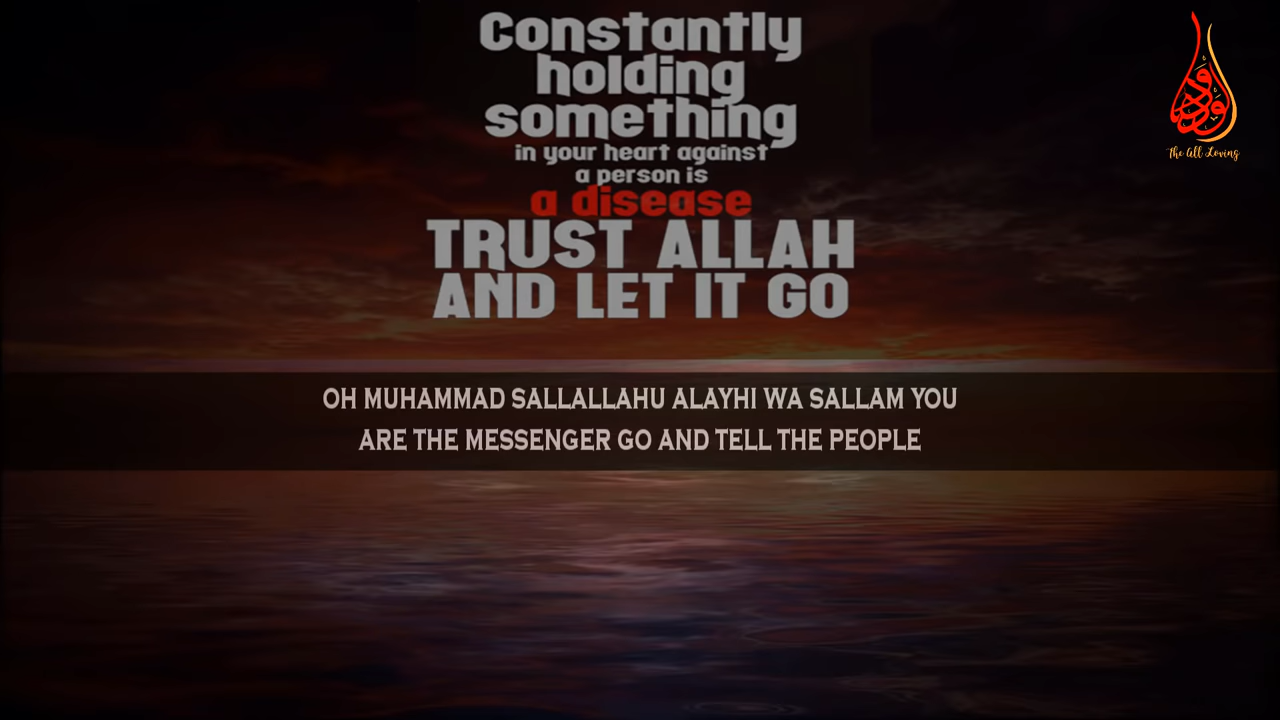 Constantly
holding
something
in your heart against
a person is
a disease
TRUST ALLAH
AND LET IT GO
الودود
The All Loving
OH MUHAMMAD SALLALLAHU ALAYHI WA SALLAM YOU
ARE THE MESSENGER GO AND TELL THE PEOPLE